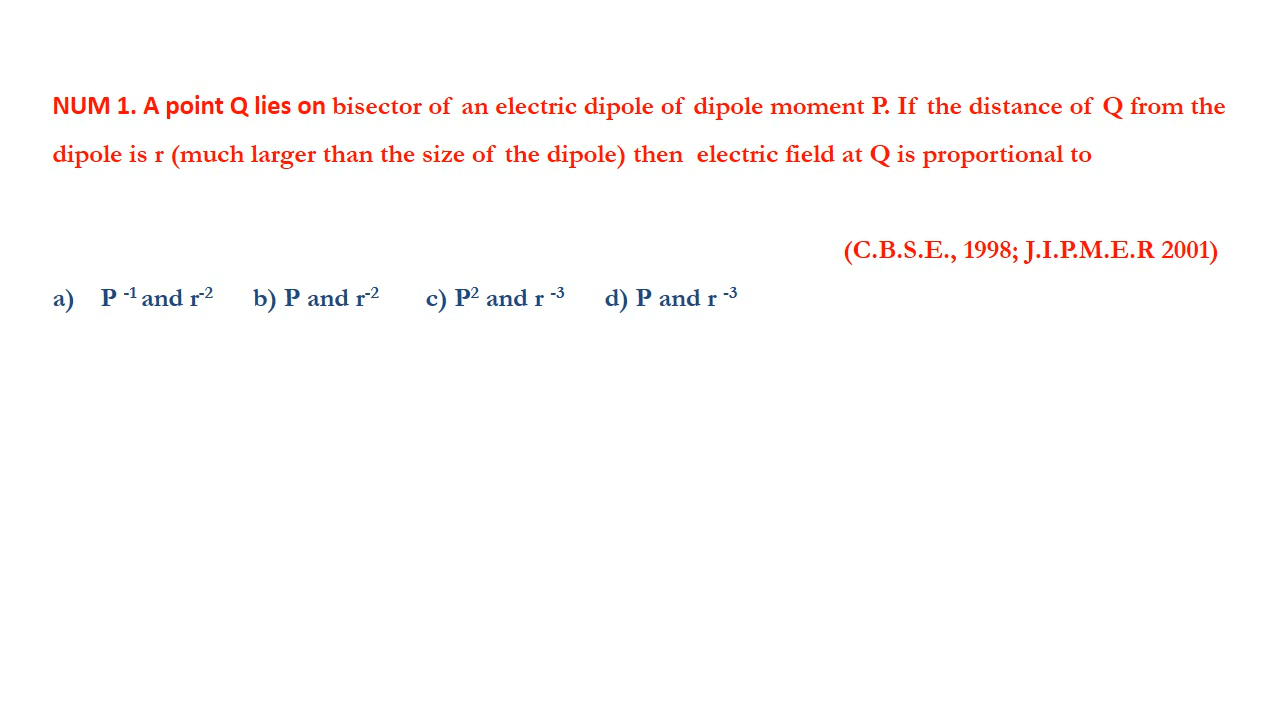 NUM 1. A point Q lies on bisector of an electric dipole of dipole moment P. If the distance of Q from the
dipole is r (much larger than the size of the dipole) then electric field at Q is proportional to
(C.B.S.E., 1998; J.I.P.M.E.R 2001)
a) P ⁻¹ and r⁻² b) P and r⁻² c) P² and r ⁻³ d) P and r ⁻³